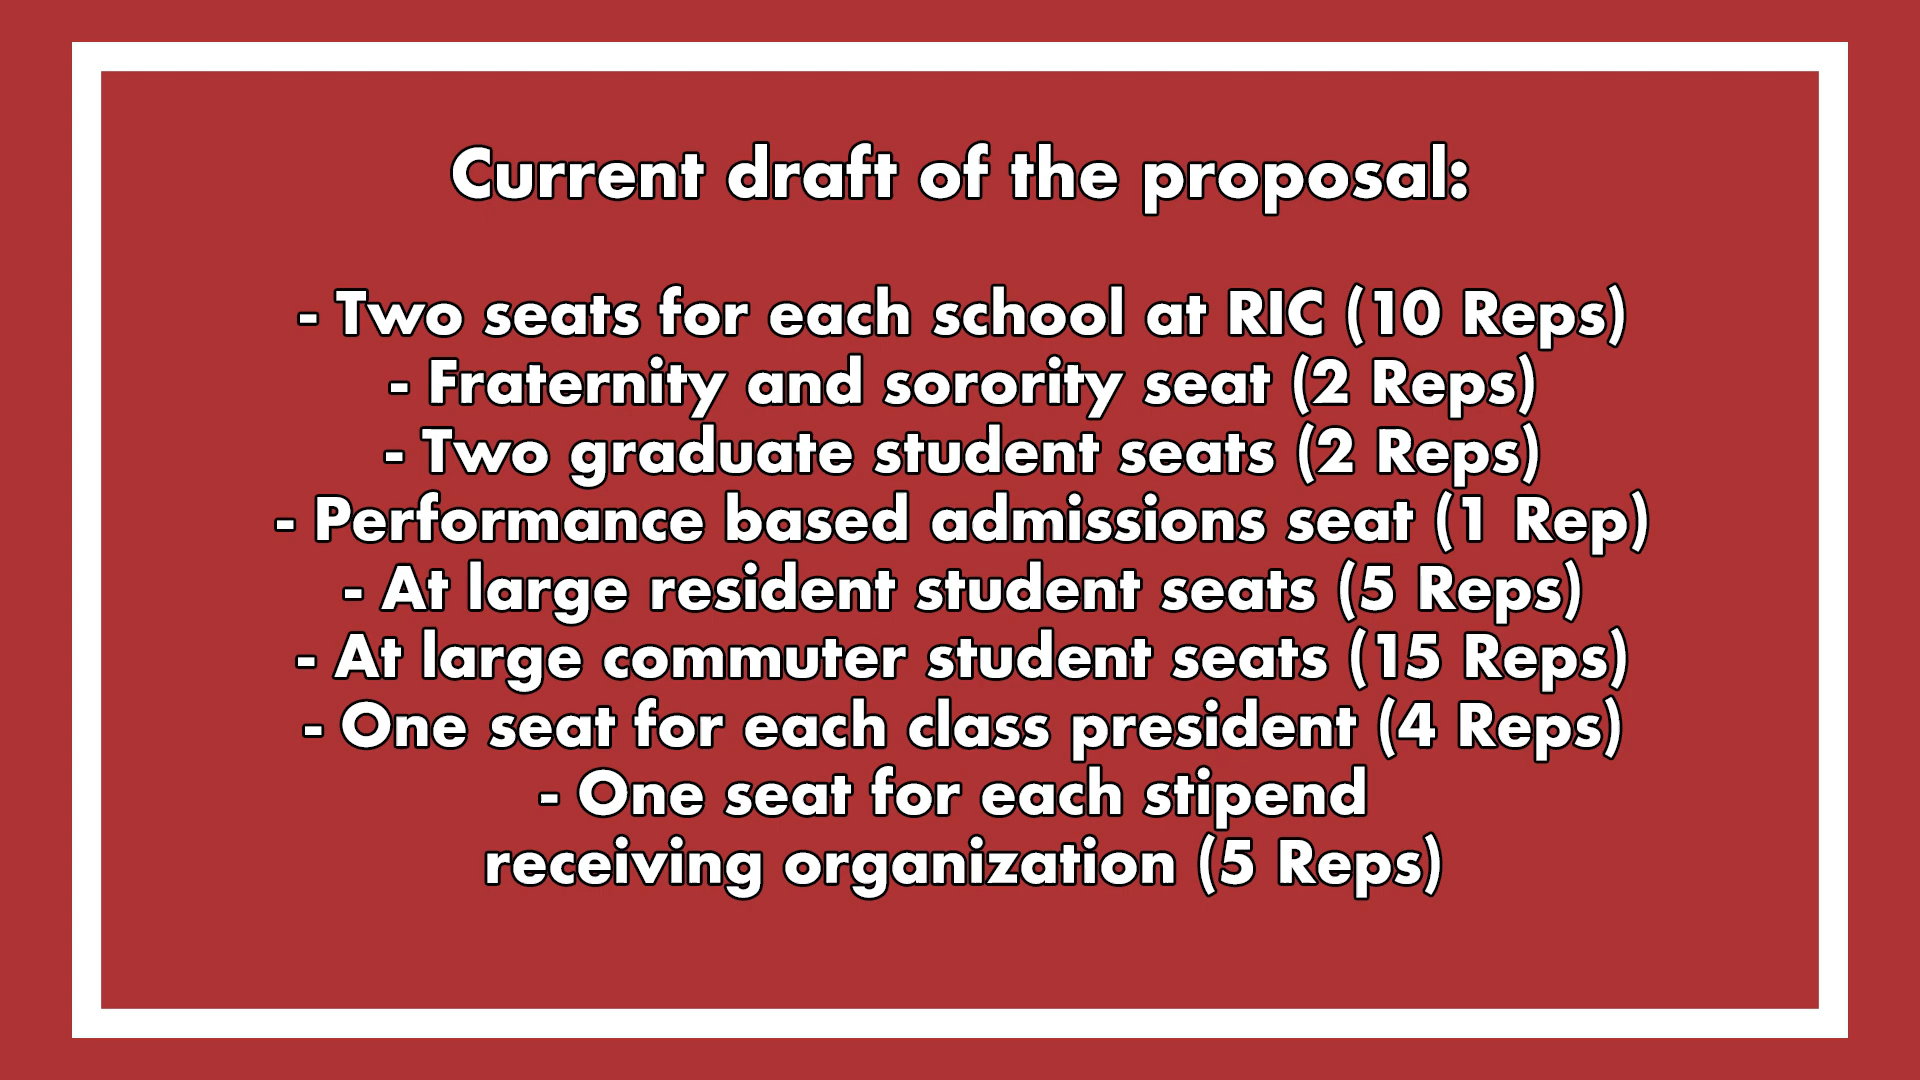 Current draft of the proposal:
- Two seats for each school at RIC (10 Reps)
- Fraternity and sorority seat (2 Reps)
- Two graduate student seats (2 Reps)
- Performance based admissions seat (1 Rep)
- At large resident student seats (5 Reps)
- At large commuter student seats (15 Reps)
- One seat for each class president (4 Reps)
- One seat for each stipend
receiving organization (5 Reps)